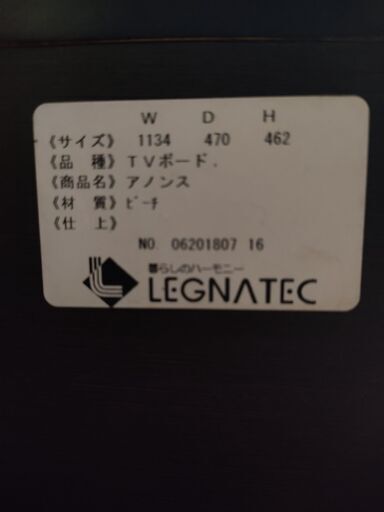 W D H
《サイズ》 1134 470 462
《品 種》 TVボード.
《商品名》 アノンス
《材 質》 ビーチ
《仕 上》
NO. 06201807 16
暮らしのハーモニー
LEGNATEC